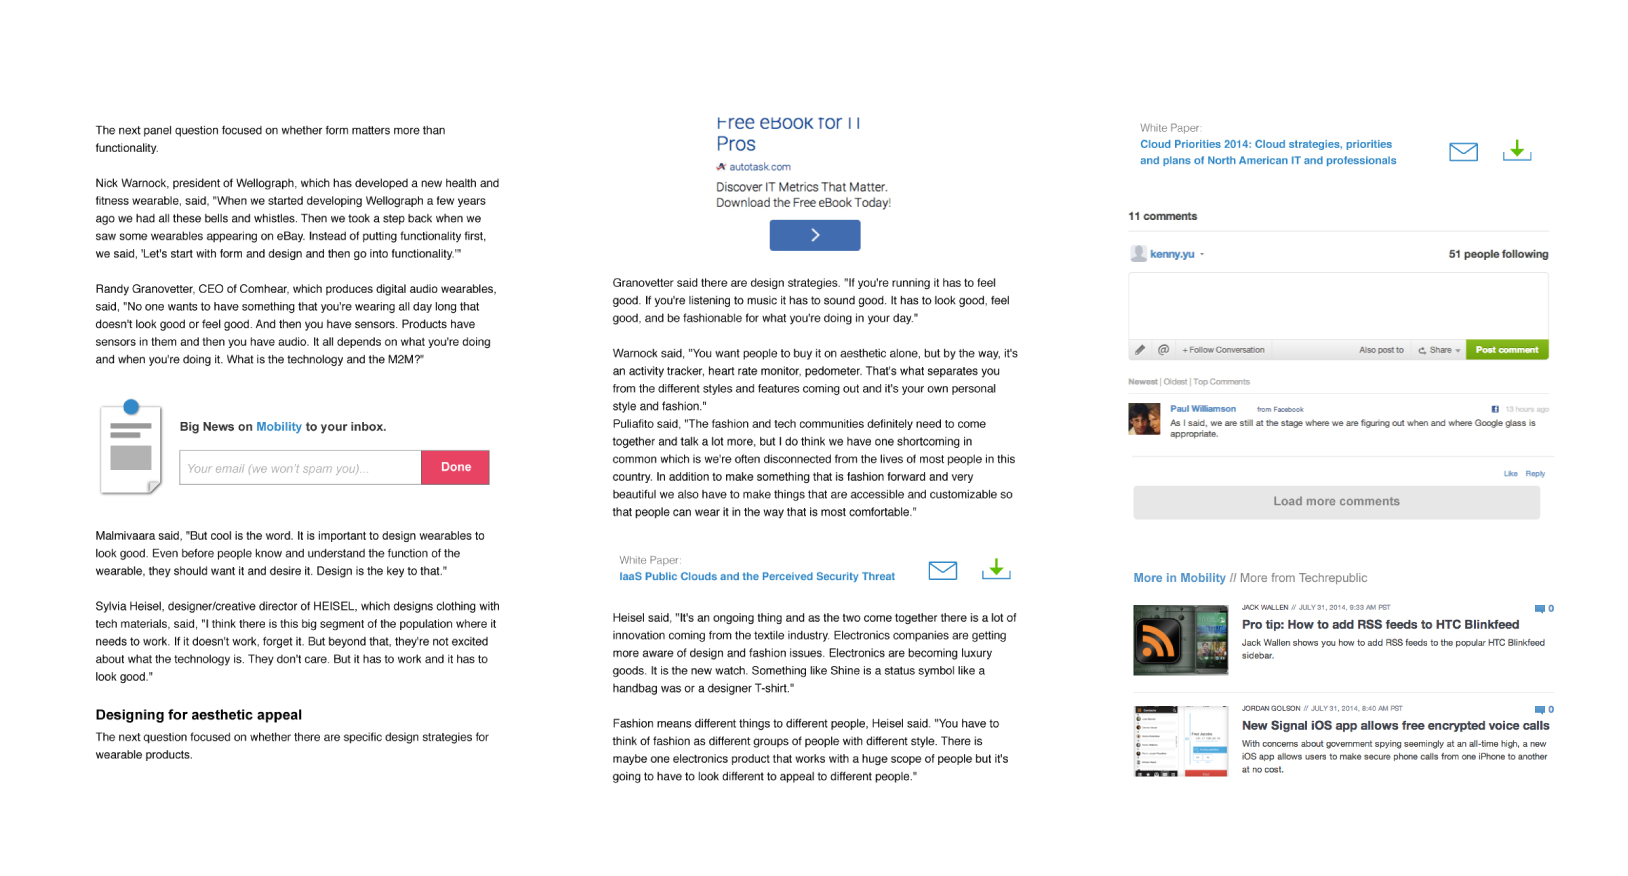 The next panel question focused on whether form matters more than
functionality.
Nick Warnock, president of Wellograph, which has developed a new health and
fitness wearable, said, "When we started developing Wellograph a few years
ago we had all these bells and whistles. Then we took a step back when we
saw some wearables appearing on eBay. Instead of putting functionality first,
we said, 'Let's start with form and design and then go into functionality.'"
Randy Granovetter, CEO of Comhear, which produces digital audio wearables,
said, "No one wants to have something that you're wearing all day long that
doesn't look good or feel good. And then you have sensors. Products have
sensors in them and then you have audio. It all depends on what you're doing
and when you're doing it. What is the technology and the M2M?"
Big News on Mobility to your inbox.
Your email (we won't spam you)...
Done
Malmivaara said, "But cool is the word. It is important to design wearables to
look good. Even before people know and understand the function of the
wearable, they should want it and desire it. Design is the key to that."
Sylvia Heisel, designer/creative director of HEISEL, which designs clothing with
tech materials, said, "I think there is this big segment of the population where it
needs to work. If it doesn't work, forget it. But beyond that, they're not excited
about what the technology is. They don't care. But it has to work and it has to
look good."
Designing for aesthetic appeal
The next question focused on whether there are specific design strategies for
wearable products.
Free eBook for IT
Pros
autotask.com
Discover IT Metrics That Matter.
Download the Free eBook Today!
Granovetter said there are design strategies. "If you're running it has to feel
good. If you're listening to music it has to sound good. It has to look good, feel
good, and be fashionable for what you're doing in your day."
Warnock said, "You want people to buy it on aesthetic alone, but by the way, it's
an activity tracker, heart rate monitor, pedometer. That's what separates you
from the different styles and features coming out and it's your own personal
style and fashion."
Puliafito said, "The fashion and tech communities definitely need to come
together and talk a lot more, but I do think we have one shortcoming in
common which is we're often disconnected from the lives of most people in this
country. In addition to make something that is fashion forward and very
beautiful we also have to make things that are accessible and customizable so
that people can wear it in the way that is most comfortable."
White Paper:
IaaS Public Clouds and the Perceived Security Threat
Heisel said, "It's an ongoing thing and as the two come together there is a lot of
innovation coming from the textile industry. Electronics companies are getting
more aware of design and fashion issues. Electronics are becoming luxury
goods. It is the new watch. Something like Shine is a status symbol like a
handbag was or a designer T-shirt."
Fashion means different things to different people, Heisel said. "You have to
think of fashion as different groups of people with different style. There is
maybe one electronics product that works with a huge scope of people but it's
going to have to look different to appeal to different people."
White Paper:
Cloud Priorities 2014: Cloud strategies, priorities
and plans of North American IT and professionals
11 comments
kenny.yu
51 people following
@ + Follow Conversation Also post to Share Post comment
Newest | Oldest | Top Comments
Paul Williamson from Facebook 13 hours ago
As I said, we are still at the stage where we are figuring out when and where Google glass is
appropriate.
Like Reply
Load more comments
More in Mobility // More from Techrepublic
JACK WALLEN // JULY 31, 2014, 9:33 AM PST 0
Pro tip: How to add RSS feeds to HTC Blinkfeed
Jack Wallen shows you how to add RSS feeds to the popular HTC Blinkfeed
sidebar.
JORDAN GOLSON // JULY 31, 2014, 8:40 AM PST 0
New Signal iOS app allows free encrypted voice calls
With concerns about government spying seemingly at an all-time high, a new
iOS app allows users to make secure phone calls from one iPhone to another
at no cost.